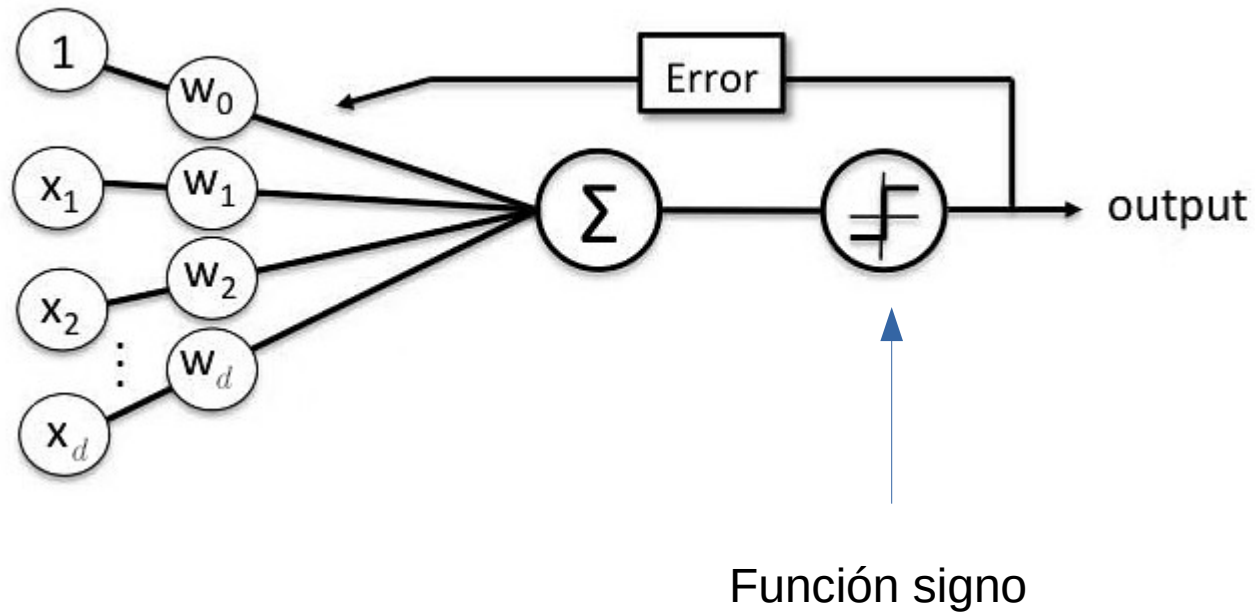 1
w0
Error
x1
w1
Σ
output
x2
w2
⋮
wd
xd
Función signo